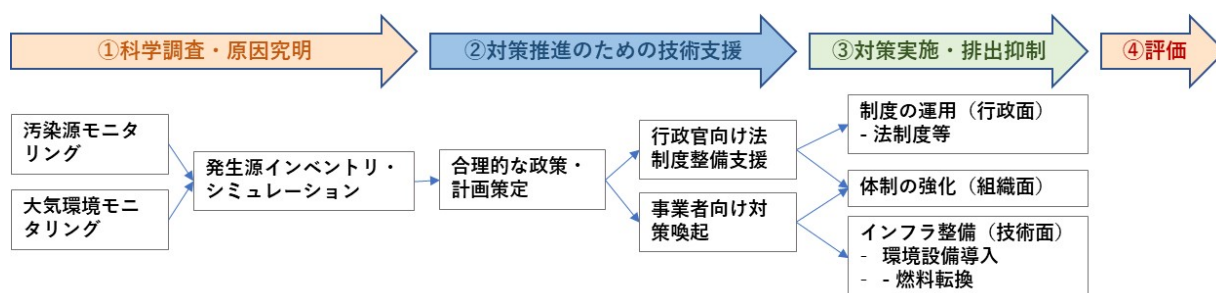 ①科学調査・原因究明
②対策推進のための技術支援
③対策実施・排出抑制
④評価
汚染源モニタ
リング
大気環境モニ
タリング
発生源インベントリ・
シミュレーション
合理的な政策・
計画策定
行政官向け法
制度整備支援
事業者向け対
策喚起
制度の運用（行政面）
- 法制度等
体制の強化（組織面）
インフラ整備（技術面）
- 環境設備導入
- - 燃料転換